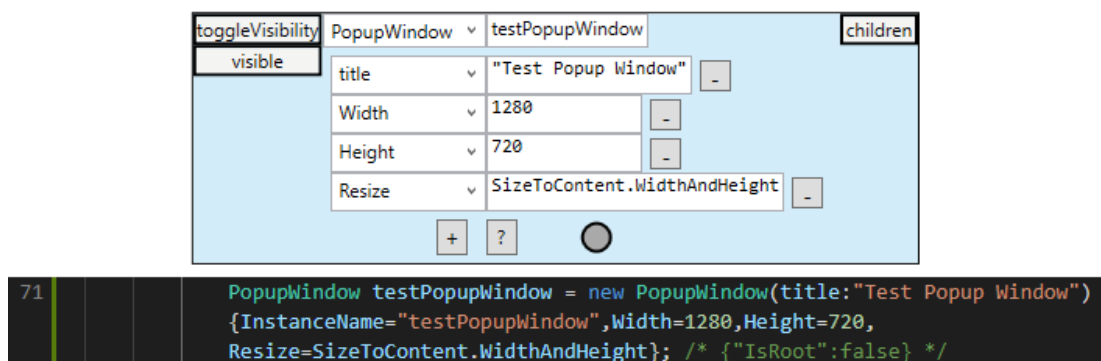 toggleVisibility PopupWindow testPopupWindow children
visible
title "Test Popup Window" -
Width 1280 -
Height 720 -
Resize SizeToContent.WidthAndHeight -
+ ?
71 PopupWindow testPopupWindow = new PopupWindow(title:"Test Popup Window")
{InstanceName="testPopupWindow",Width=1280,Height=720,
Resize=SizeToContent.WidthAndHeight}; /* {"IsRoot":false} */